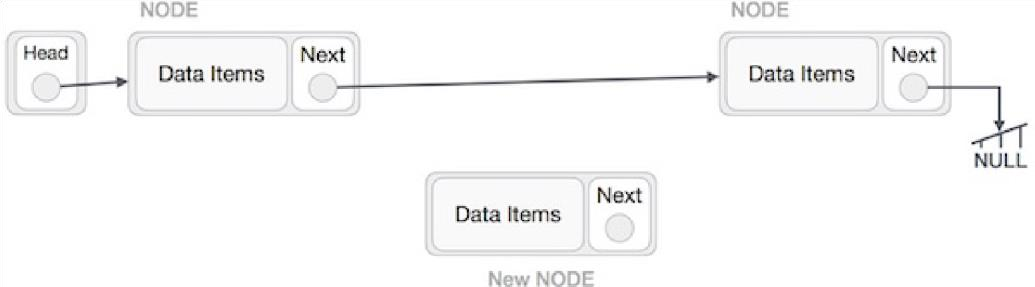 NODE
NODE
Head
Data Items
Next
Data Items
Next
NULL
Data Items
Next
New NODE